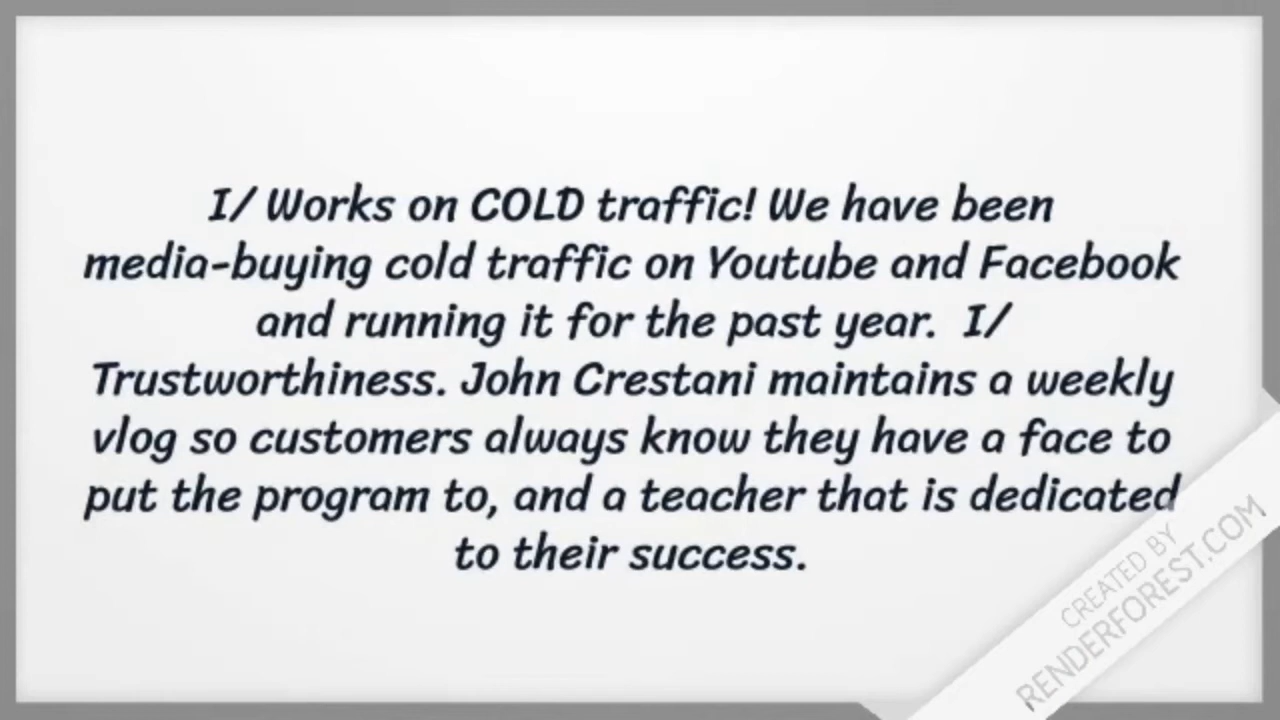 I/ Works on COLD traffic! We have been
media-buying cold traffic on Youtube and Facebook
and running it for the past year.  I/
Trustworthiness. John Crestani maintains a weekly
vlog so customers always know they have a face to
put the program to, and a teacher that is dedicated
to their success.
CREATED BY
RENDERFOREST.COM